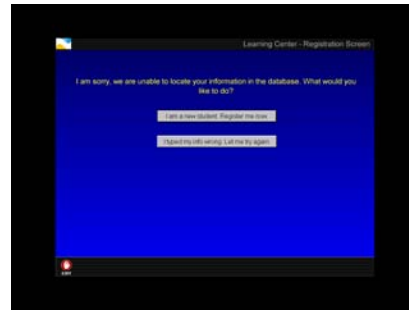 Learning Center - Registration Screen
I am sorry, we are unable to locate your information in the database. What would you
like to do?
I am a new student. Register me now.
I typed my info wrong. Let me try again.
EXIT